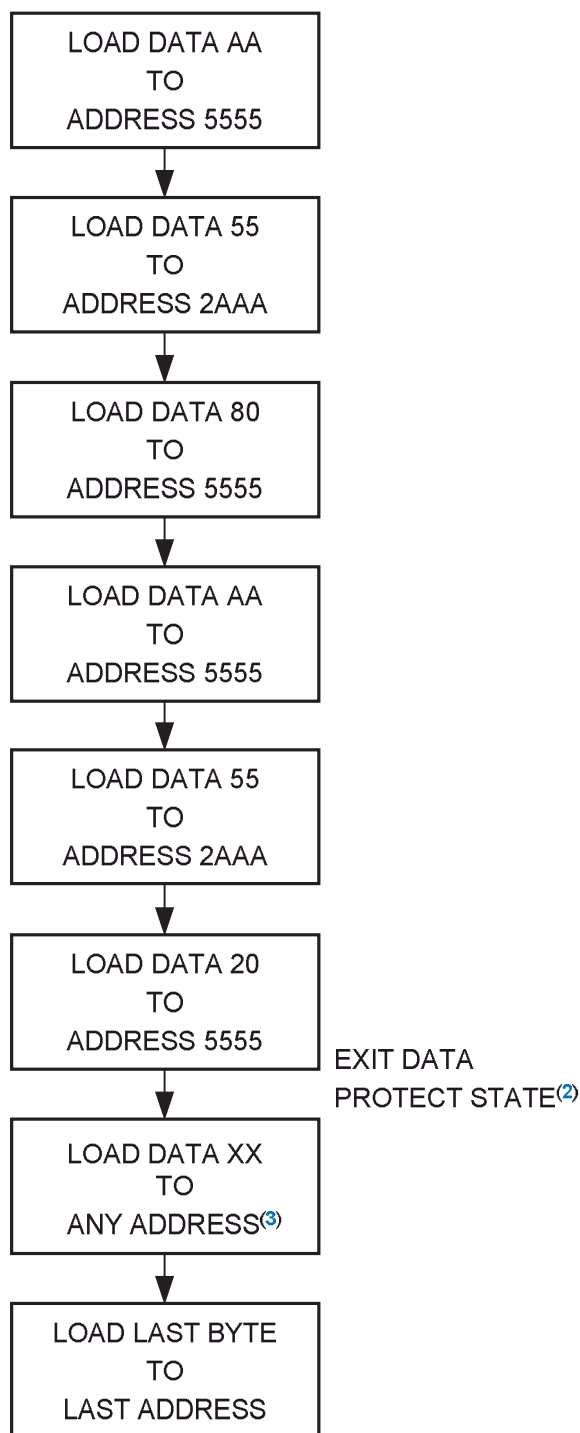 LOAD DATA AA
TO
ADDRESS 5555
LOAD DATA 55
TO
ADDRESS 2AAA
LOAD DATA 80
TO
ADDRESS 5555
LOAD DATA AA
TO
ADDRESS 5555
LOAD DATA 55
TO
ADDRESS 2AAA
LOAD DATA 20
TO
ADDRESS 5555
EXIT DATA
PROTECT STATE(2)
LOAD DATA XX
TO
ANY ADDRESS(3)
LOAD LAST BYTE
TO
LAST ADDRESS